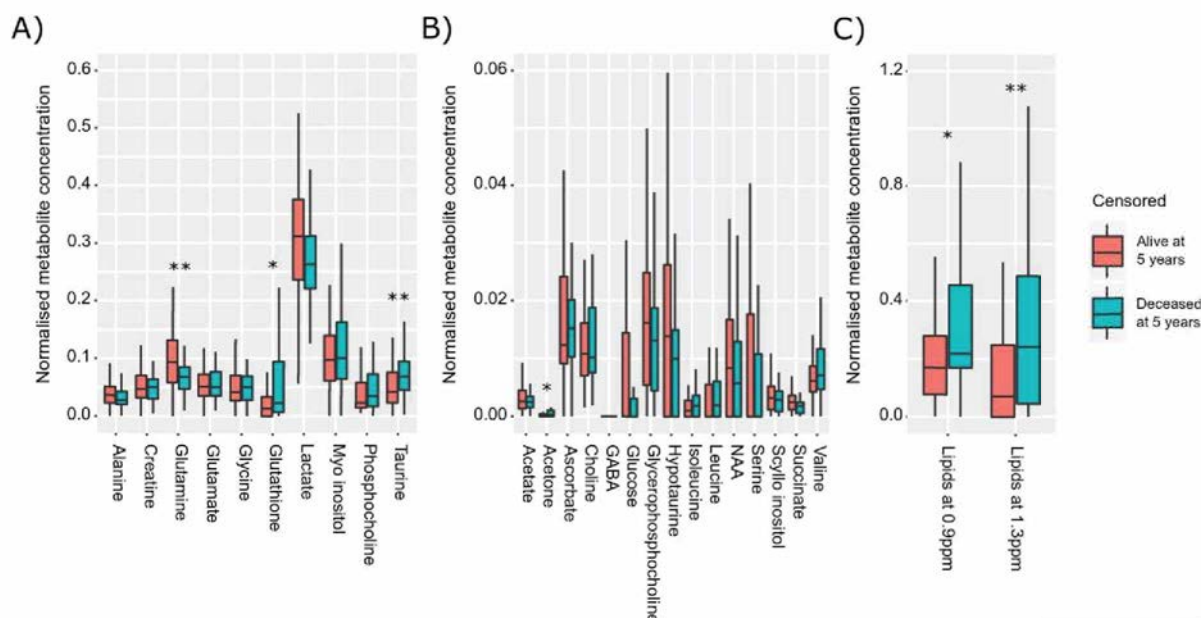 A)
Normalised metabolite concentration
0.6
0.5
0.4
0.3
0.2
0.1
0.0
**
*
**
Alanine
Creatine
Glutamine
Glutamate
Glycine
Glutathione
Lactate
Myo inositol
Phosphocholine
Taurine
B)
Normalised metabolite concentration
0.06
0.04
0.02
0.00
*
Acetate
Acetone
Ascorbate
Choline
GABA
Glucose
Glycerophosphocholine
Hypotaurine
Isoleucine
Leucine
NAA
Serine
Scyllo inositol
Succinate
Valine
C)
Normalised metabolite concentration
1.2
0.8
0.4
0.0
*
**
Lipids at 0.9ppm
Lipids at 1.3ppm
Censored
Alive at
5 years
Deceased
at 5 years